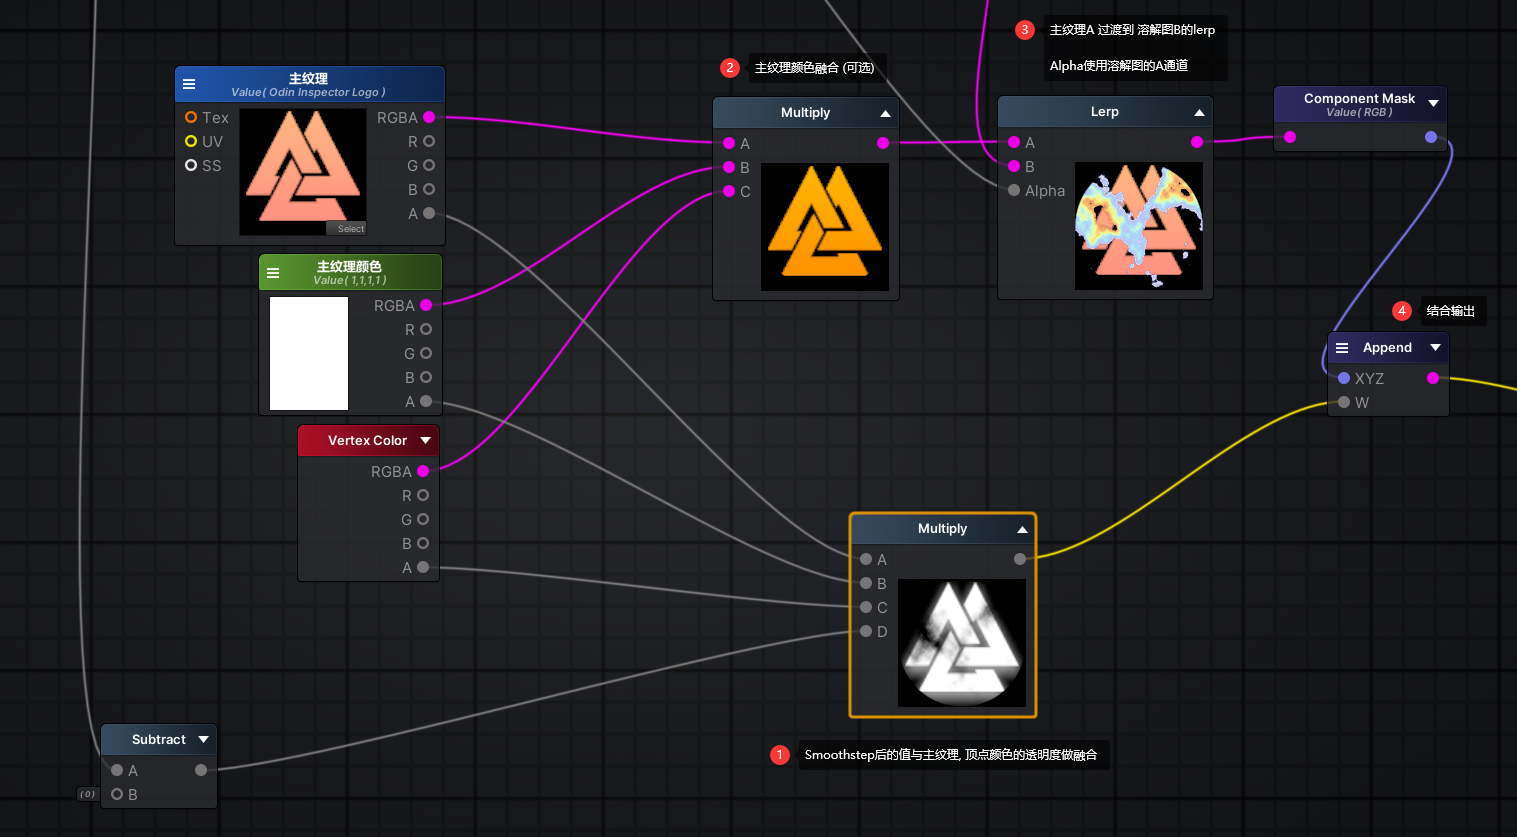 主纹理
Value( Odin Inspector Logo )
Tex
UV
SS
RGBA
R
G
B
A
Select
主纹理颜色
Value( 1,1,1,1 )
RGBA
R
G
B
A
Vertex Color
RGBA
R
G
B
A
Subtract
A
B
(0)
2
主纹理颜色融合 (可选)
Multiply
A
B
C
3
主纹理A 过渡到 溶解图B的lerp
Alpha使用溶解图的A通道
Lerp
A
B
Alpha
Component Mask
Value( RGB )
4
结合输出
Append
XYZ
W
Multiply
A
B
C
D
1
Smoothstep后的值与主纹理, 顶点颜色的透明度做融合